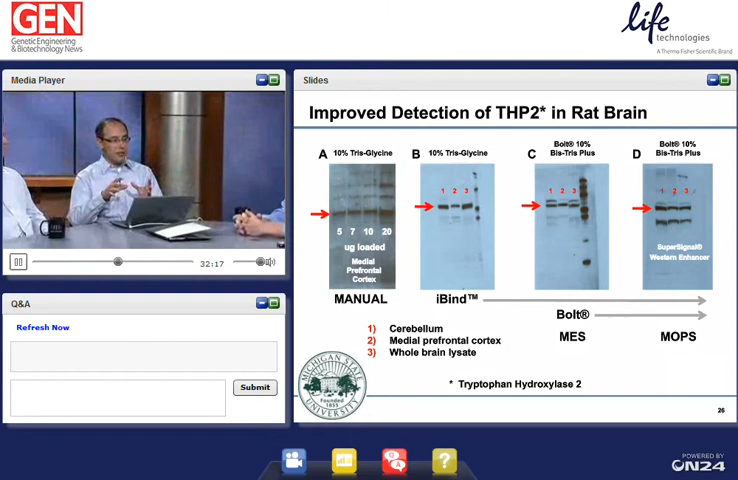 GEN
Genetic Engineering
& Biotechnology News
life
technologies
A Thermo Fisher Scientific Brand
Media Player
32:17
Q&A
Refresh Now
Submit
Slides
Improved Detection of THP2* in Rat Brain
A 10% Tris-Glycine
B 10% Tris-Glycine
C Bolt® 10%
Bis-Tris Plus
D Bolt® 10%
Bis-Tris Plus
1 2 3
1 2 3
1 2 3
5 7 10 20
ug loaded
Medial
Prefrontal
Cortex
SuperSignal®
Western Enhancer
MANUAL
iBind™
Bolt®
MES
MOPS
1) Cerebellum
2) Medial prefrontal cortex
3) Whole brain lysate
* Tryptophan Hydroxylase 2
MICHIGAN STATE
UNIVERSITY
26
Q
A
?
POWERED BY
ON24